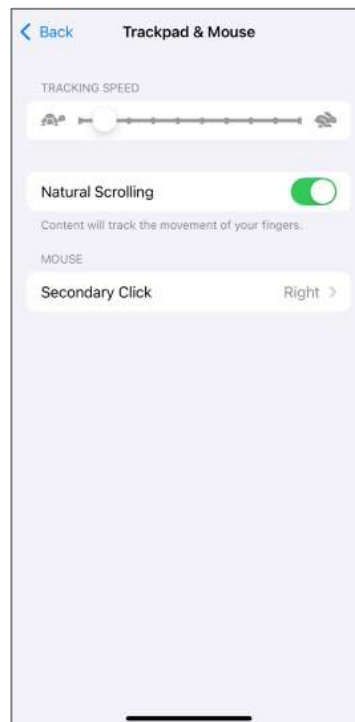 Back
Trackpad & Mouse
TRACKING SPEED
Natural Scrolling
Content will track the movement of your fingers.
MOUSE
Secondary Click
Right